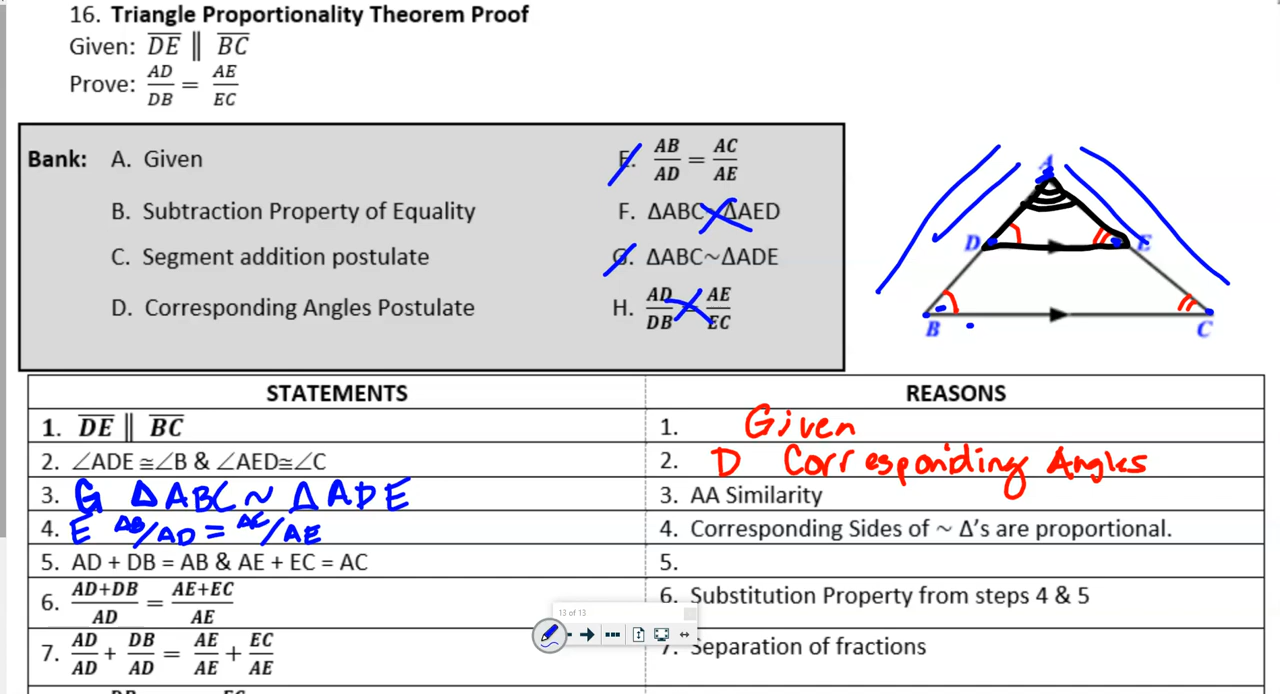 16. Triangle Proportionality Theorem Proof
Given: DE ∥ BC
Prove: AD/DB = AE/EC
Bank: A. Given
B. Subtraction Property of Equality
C. Segment addition postulate
D. Corresponding Angles Postulate
E. AB/AD = AC/AE
F. ΔABC~ΔAED
G. ΔABC~ΔADE
H. AD/DB = AE/EC
A
D E
B C
STATEMENTS REASONS
1. DE ∥ BC 1. Given
2. ∠ADE ≅∠B & ∠AED≅∠C 2. D Corresponding Angles
3. G ΔABC ~ ΔADE 3. AA Similarity
4. E AB/AD = AC/AE 4. Corresponding Sides of ~ Δ's are proportional.
5. AD + DB = AB & AE + EC = AC 5.
6. AD+DB/AD = AE+EC/AE 6. Substitution Property from steps 4 & 5
13 of 13
7. AD/AD + DB/AD = AE/AE + EC/AE 7. Separation of fractions